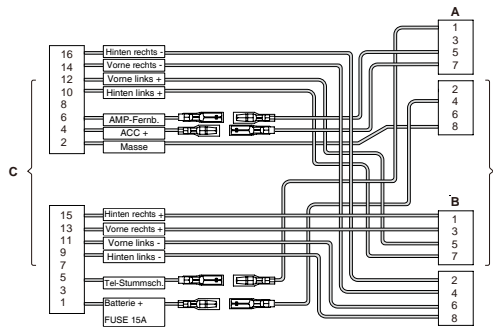 A
16 Hinten rechts -
14 Vorne rechts -
12 Vorne links +
10 Hinten links +
8
6 AMP-Fernb.
4 ACC +
2 Masse
1
3
5
7
2
4
6
8
C
B
15 Hinten rechts +
13 Vorne rechts +
11 Vorne links -
9 Hinten links -
7
5 Tel-Stummsch.
3
1 Batterie +
FUSE 15A
1
3
5
7
2
4
6
8